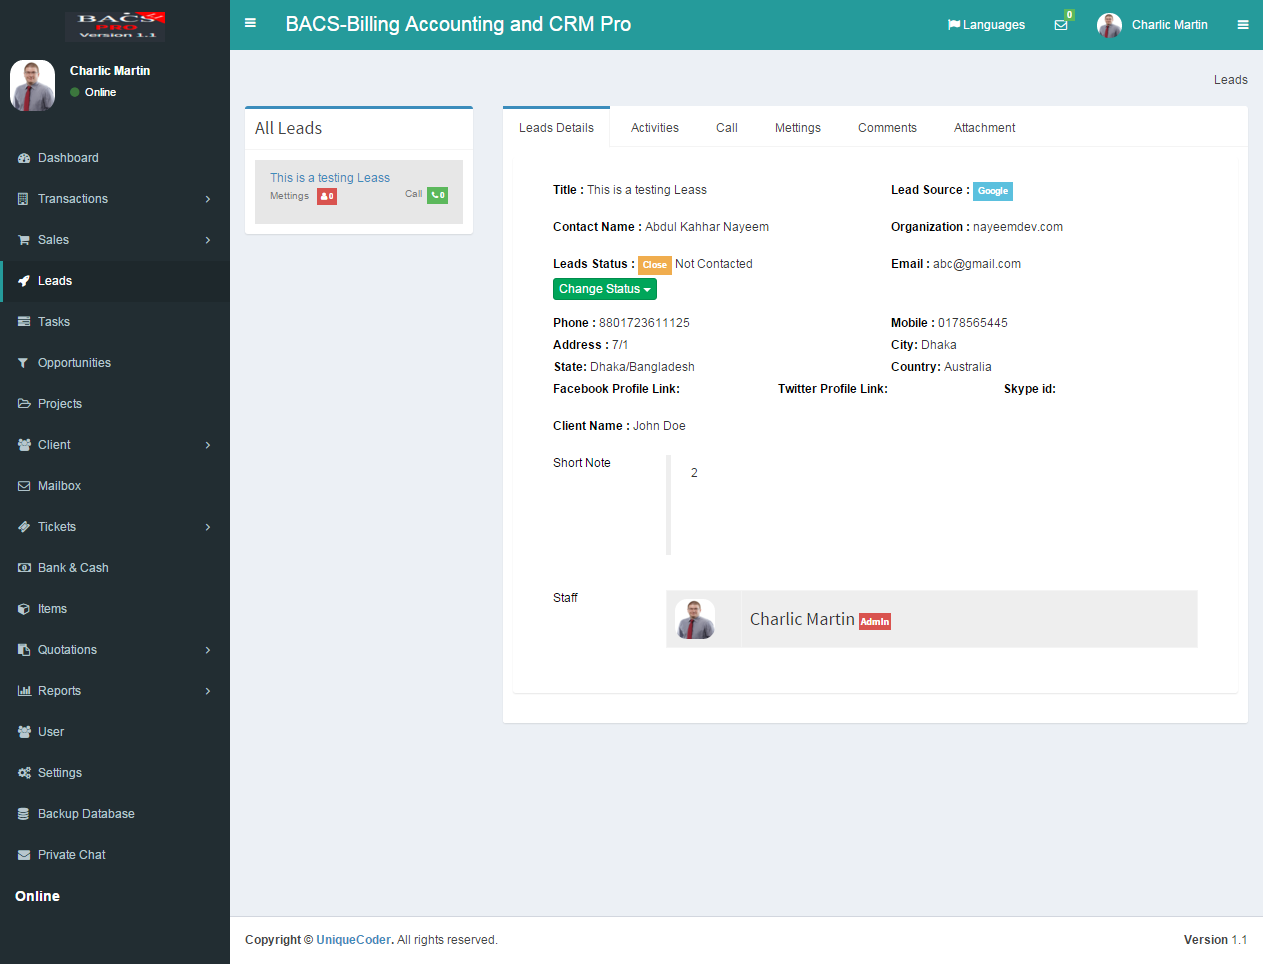 BACS
PRO
Version 1.1
BACS-Billing Accounting and CRM Pro
Languages
0
Charlic Martin
Charlic Martin
Online
Dashboard
Transactions
Sales
Leads
Tasks
Opportunities
Projects
Client
Mailbox
Tickets
Bank & Cash
Items
Quotations
Reports
User
Settings
Backup Database
Private Chat
Online
Leads
All Leads
This is a testing Leass
Mettings 0 Call 0
Leads Details Activities Call Mettings Comments Attachment
Title : This is a testing Leass Lead Source : Google
Contact Name : Abdul Kahhar Nayeem Organization : nayeemdev.com
Leads Status : Close Not Contacted Email : abc@gmail.com
Change Status
Phone : 8801723611125 Mobile : 0178565445
Address : 7/1 City: Dhaka
State: Dhaka/Bangladesh Country: Australia
Facebook Profile Link: Twitter Profile Link: Skype id:
Client Name : John Doe
Short Note 2
Staff Charlic Martin Admin
Copyright © UniqueCoder. All rights reserved. Version 1.1